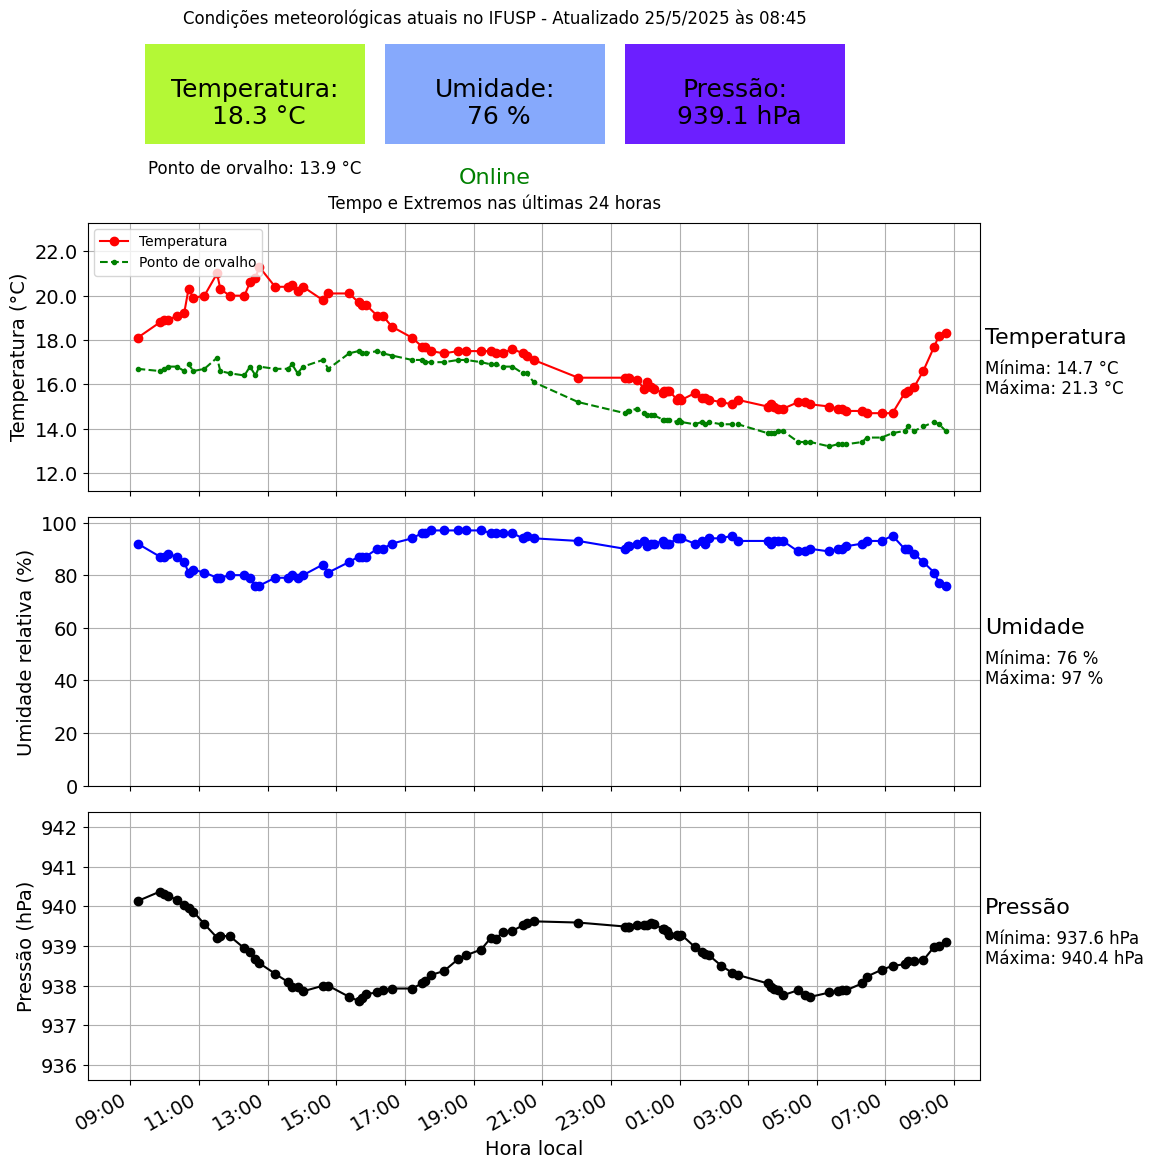 Condições meteorológicas atuais no IFUSP - Atualizado 25/5/2025 às 08:45
Temperatura:
18.3 °C
Umidade:
76 %
Pressão:
939.1 hPa
Ponto de orvalho: 13.9 °C
Online
Tempo e Extremos nas últimas 24 horas
Temperatura
Ponto de orvalho
Temperatura (°C)
22.0
20.0
18.0
16.0
14.0
12.0
Temperatura
Mínima: 14.7 °C
Máxima: 21.3 °C
Umidade relativa (%)
100
80
60
40
20
0
Umidade
Mínima: 76 %
Máxima: 97 %
Pressão (hPa)
942
941
940
939
938
937
936
Pressão
Mínima: 937.6 hPa
Máxima: 940.4 hPa
09:00
11:00
13:00
15:00
17:00
19:00
21:00
23:00
01:00
03:00
05:00
07:00
09:00
Hora local